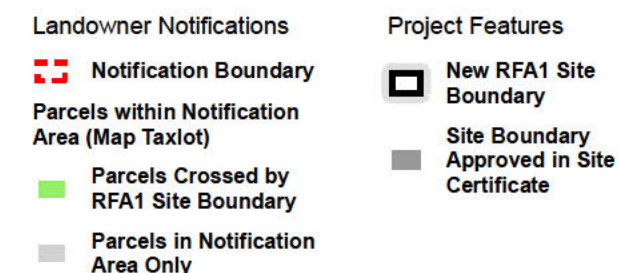 Landowner Notifications
Notification Boundary
Parcels within Notification
Area (Map Taxlot)
Parcels Crossed by
RFA1 Site Boundary
Parcels in Notification
Area Only
Project Features
New RFA1 Site
Boundary
Site Boundary
Approved in Site
Certificate